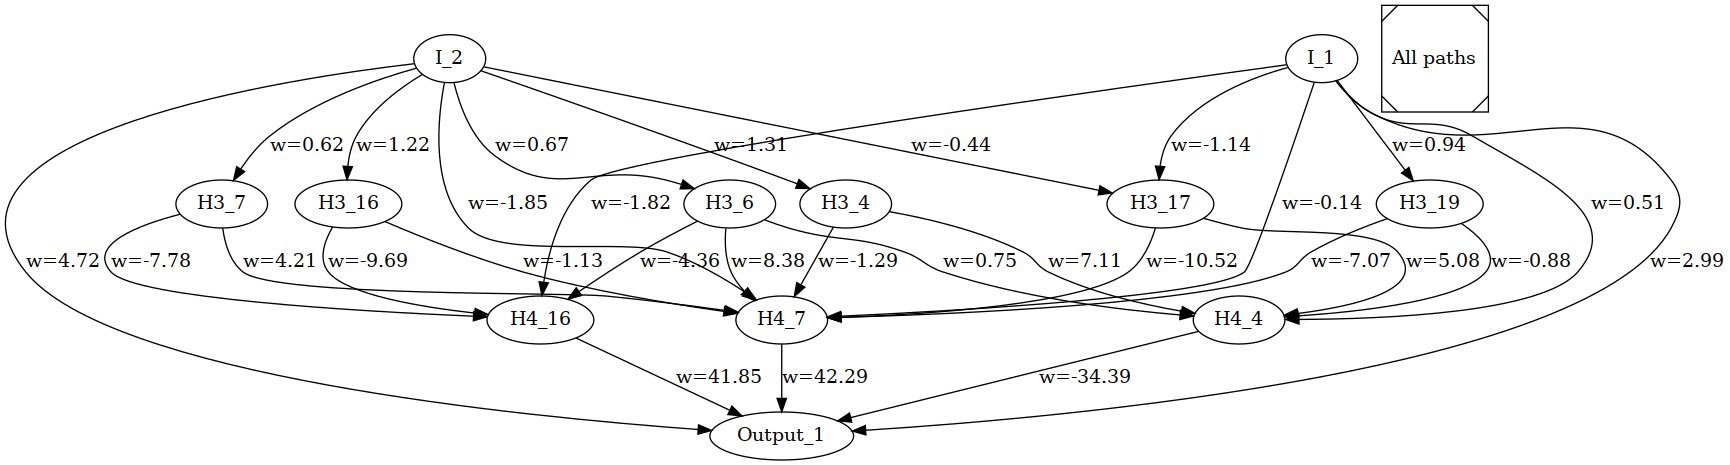 I_2
I_1
All paths
w=0.62
w=1.22
w=0.67
w=1.31
w=-0.44
w=-1.14
w=0.94
H3_7
H3_16
w=-1.85
w=-1.82
H3_6
H3_4
H3_17
w=-0.14
H3_19
w=0.51
w=4.72
w=-7.78
w=4.21
w=-9.69
w=-1.13
w=-4.36
w=8.38
w=-1.29
w=0.75
w=7.11
w=-10.52
w=-7.07
w=5.08
w=-0.88
w=2.99
H4_16
H4_7
H4_4
w=41.85
w=42.29
w=-34.39
Output_1